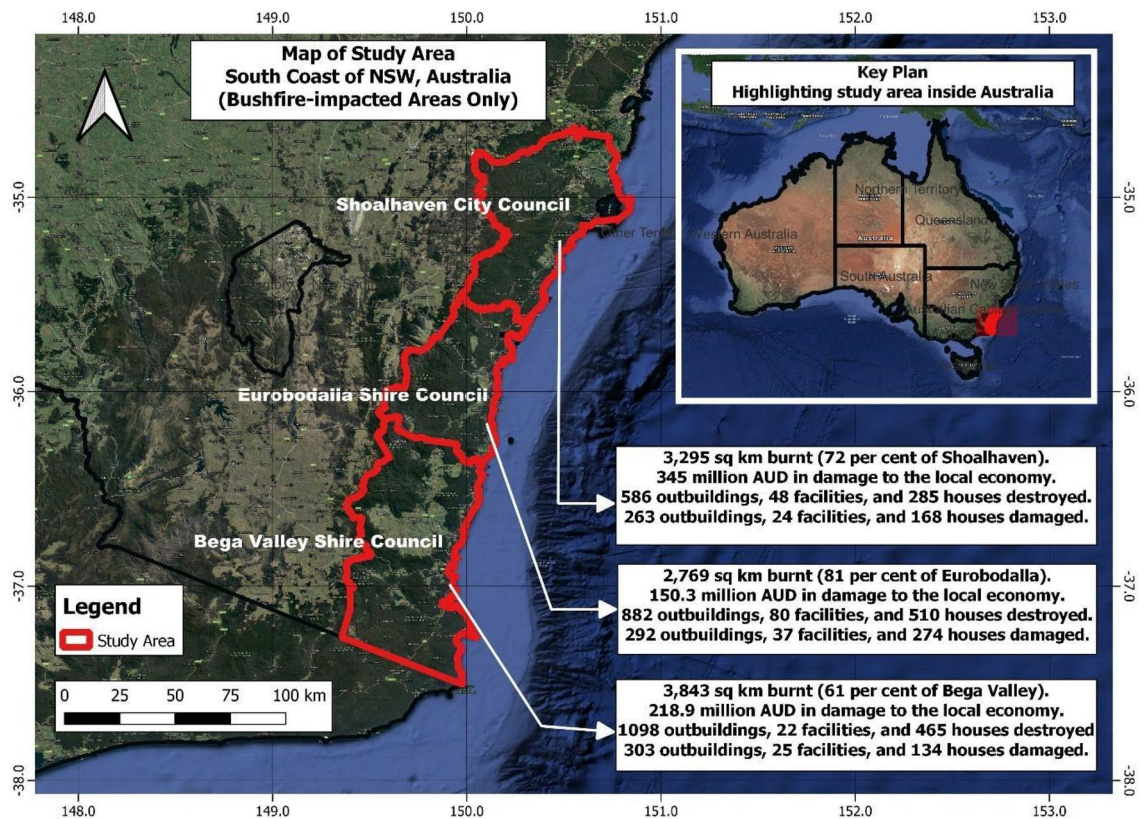 148.0
149.0
150.0
151.0
152.0
153.0
Map of Study Area
South Coast of NSW, Australia
(Bushfire-impacted Areas Only)
Key Plan
Highlighting study area inside Australia
-35.0
-35.0
Northern Territory
Queensland
Western Australia
Australia
South Australia
Shoalhaven City Council
-36.0
-36.0
Eurobodalla Shire Council
3,295 sq km burnt (72 per cent of Shoalhaven).
345 million AUD in damage to the local economy.
586 outbuildings, 48 facilities, and 285 houses destroyed.
263 outbuildings, 24 facilities, and 168 houses damaged.
Bega Valley Shire Council
-37.0
-37.0
2,769 sq km burnt (81 per cent of Eurobodalla).
150.3 million AUD in damage to the local economy.
882 outbuildings, 80 facilities, and 510 houses destroyed.
292 outbuildings, 37 facilities, and 274 houses damaged.
Legend
Study Area
0 25 50 75 100 km
3,843 sq km burnt (61 per cent of Bega Valley).
218.9 million AUD in damage to the local economy.
1098 outbuildings, 22 facilities, and 465 houses destroyed
303 outbuildings, 25 facilities, and 134 houses damaged.
-38.0
-38.0
148.0
149.0
150.0
151.0
152.0
153.0